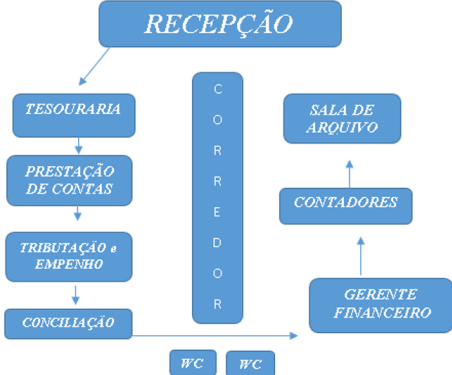 RECEPÇÃO
TESOURARIA
PRESTAÇÃO
DE CONTAS
TRIBUTAÇÃO e
EMPENHO
CONCILIAÇÃO
C
O
R
R
E
D
O
R
SALA DE
ARQUIVO
CONTADORES
GERENTE
FINANCEIRO
WC
WC